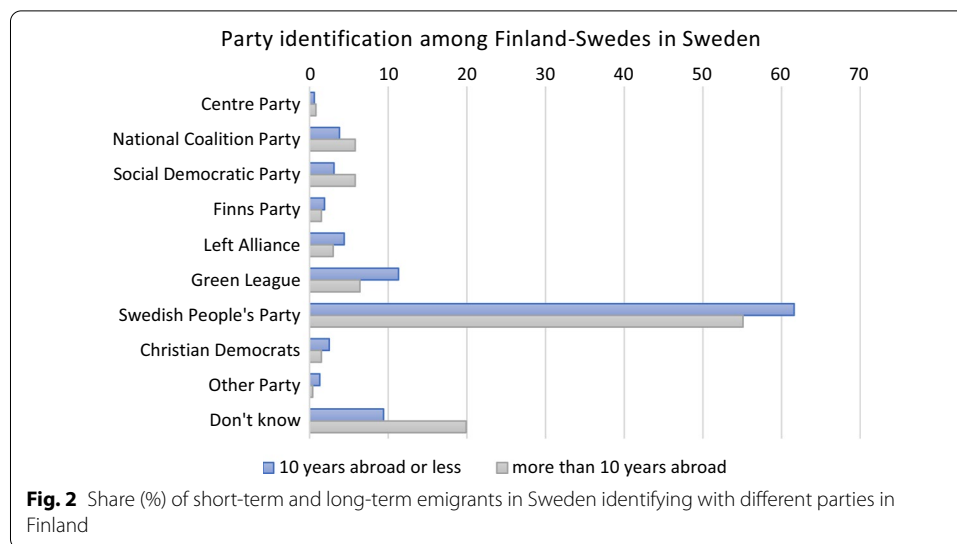 Party identification among Finland-Swedes in Sweden
0 10 20 30 40 50 60 70
Centre Party
National Coalition Party
Social Democratic Party
Finns Party
Left Alliance
Green League
Swedish People's Party
Christian Democrats
Other Party
Don't know
10 years abroad or less more than 10 years abroad
Fig. 2 Share (%) of short-term and long-term emigrants in Sweden identifying with different parties in
Finland